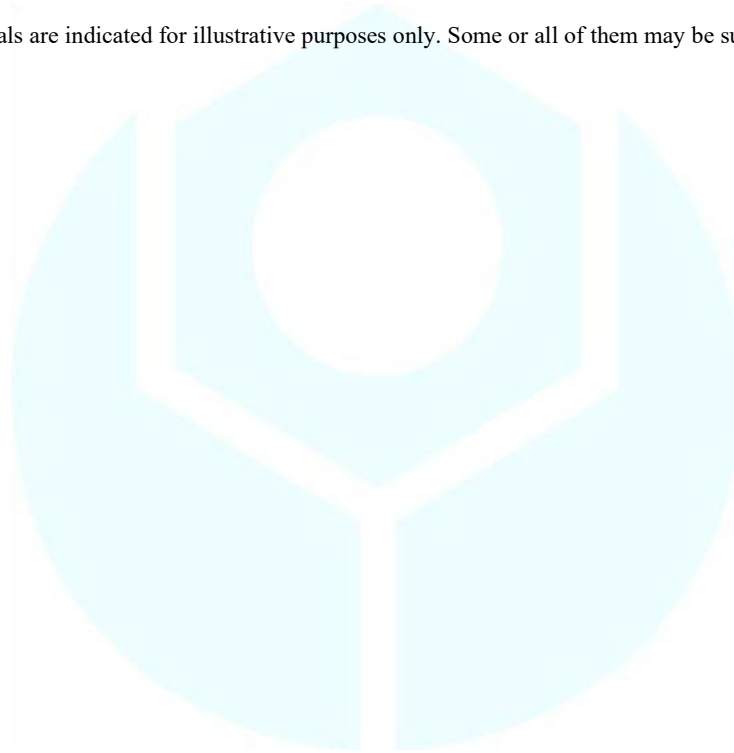 als are indicated for illustrative purposes only. Some or all of them may be su